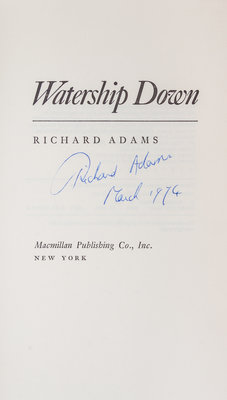 Watership Down
RICHARD ADAMS
Richard Adams
March 1974
Macmillan Publishing Co., Inc.
NEW YORK